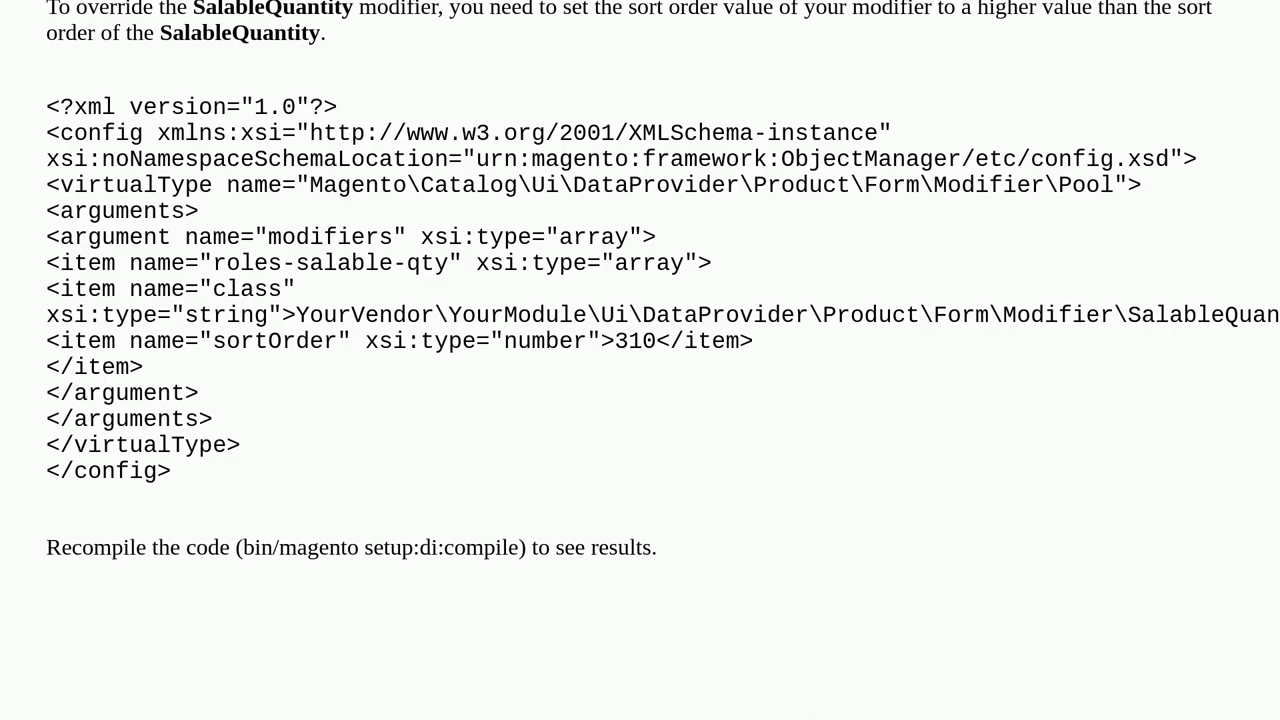 To override the SalableQuantity modifier, you need to set the sort order value of your modifier to a higher value than the sort
order of the SalableQuantity.
<?xml version="1.0"?>
<config xmlns:xsi="http://www.w3.org/2001/XMLSchema-instance"
xsi:noNamespaceSchemaLocation="urn:magento:framework:ObjectManager/etc/config.xsd">
<virtualType name="Magento\Catalog\Ui\DataProvider\Product\Form\Modifier\Pool">
<arguments>
<argument name="modifiers" xsi:type="array">
<item name="roles-salable-qty" xsi:type="array">
<item name="class"
xsi:type="string">YourVendor\YourModule\Ui\DataProvider\Product\Form\Modifier\SalableQuan
<item name="sortOrder" xsi:type="number">310</item>
</item>
</argument>
</arguments>
</virtualType>
</config>
Recompile the code (bin/magento setup:di:compile) to see results.